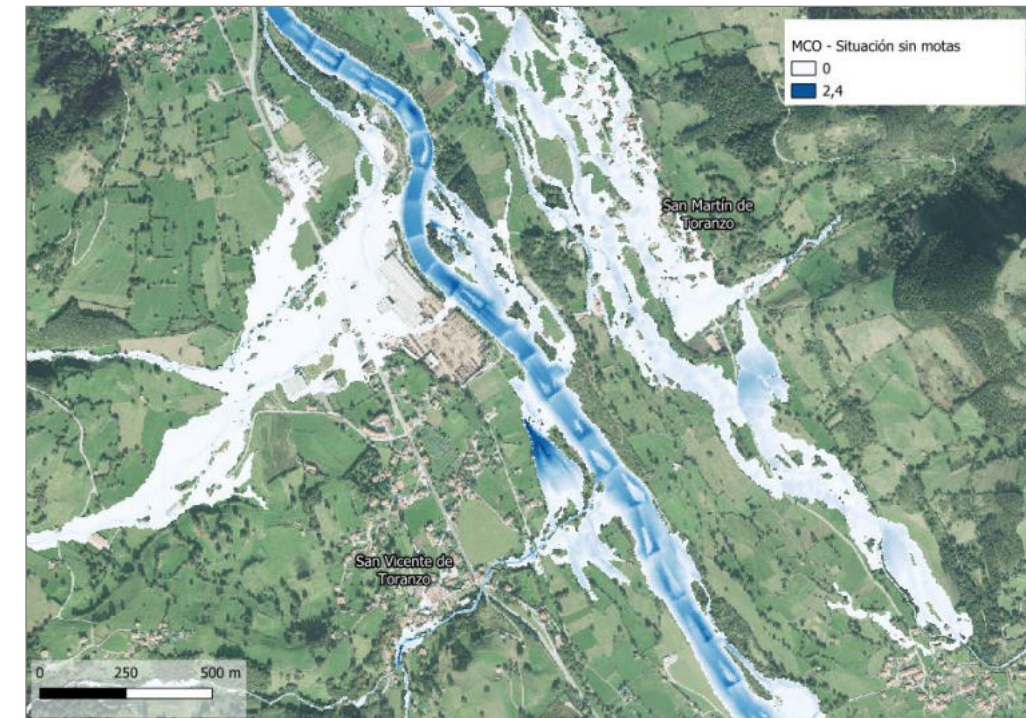 MCO - Situación sin motas
0
2,4
San Martín de
Toranzo
San Vicente de
Toranzo
0 250 500 m